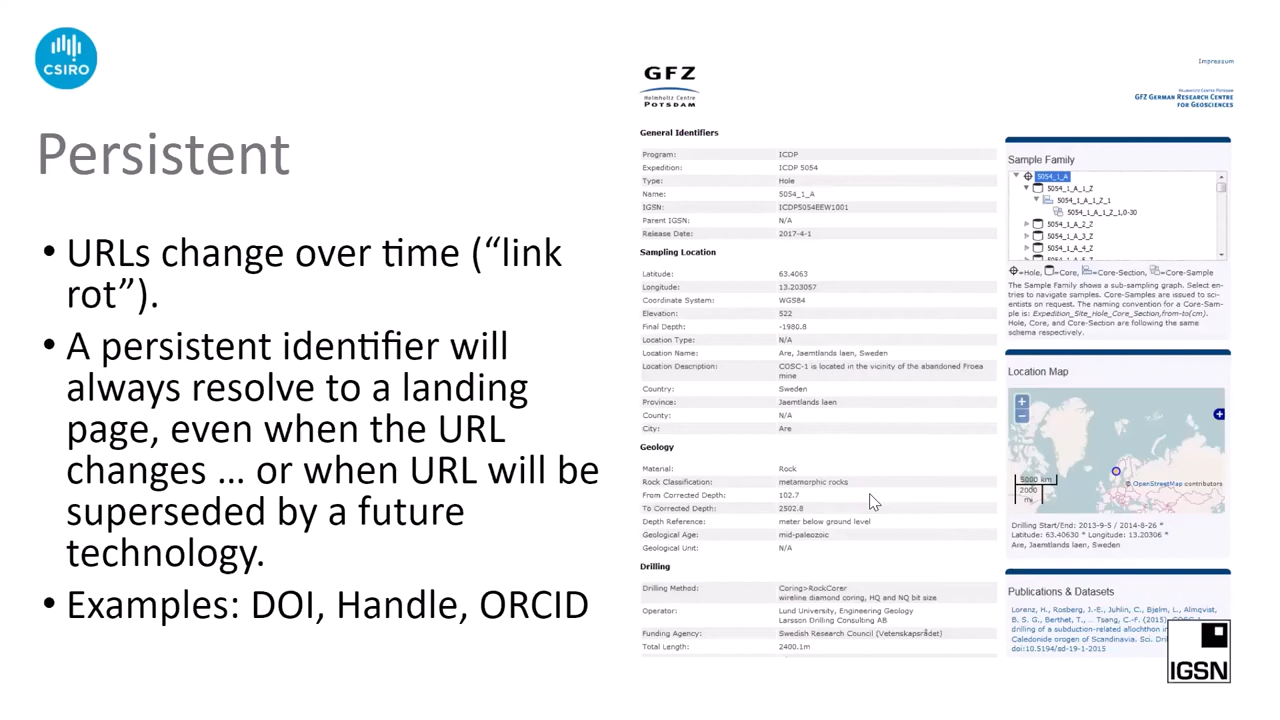 CSIRO
Persistent
• URLs change over time (“link
rot”).
• A persistent identifier will
always resolve to a landing
page, even when the URL
changes … or when URL will be
superseded by a future
technology.
• Examples: DOI, Handle, ORCID
Impressum
GFZ
Helmholtz Centre
POTSDAM
HELMHOLTZ CENTRE POTSDAM
GFZ GERMAN RESEARCH CENTRE
FOR GEOSCIENCES
General Identifiers
Program: ICDP
Expedition: ICDP 5054
Type: Hole
Name: 5054_1_A
IGSN: ICDP5054EEW1001
Parent IGSN: N/A
Release Date: 2017-4-1
Sampling Location
Latitude: 63.4063
Longitude: 13.203057
Coordinate System: WGS84
Elevation: 522
Final Depth: -1980.8
Location Type: N/A
Location Name: Are, Jaemtlands laen, Sweden
Location Description: COSC-1 is located in the vicinity of the abandoned Froea
mine
Country: Sweden
Province: Jaemtlands laen
County: N/A
City: Are
Geology
Material: Rock
Rock Classification: metamorphic rocks
From Corrected Depth: 102.7
To Corrected Depth: 2502.8
Depth Reference: meter below ground level
Geological Age: mid-paleozoic
Geological Unit: N/A
Drilling
Drilling Method: Coring>RockCorer
wireline diamond coring, HQ and NQ bit size
Operator: Lund University, Engineering Geology
Larsson Drilling Consulting AB
Funding Agency: Swedish Research Council (Vetenskapsrådet)
Total Length: 2400.1m
Sample Family
5054_1_A
5054_1_A_1_Z
5054_1_A_1_Z_1
5054_1_A_1_Z_1,0-30
5054_1_A_2_Z
5054_1_A_3_Z
5054_1_A_4_Z
=Hole, =Core, =Core-Section, =Core-Sample
The Sample Family shows a sub-sampling graph. Select en-
tries to navigate samples. Core-Samples are issued to sci-
entists on request. The naming convention for a Core-Sam-
ple is: Expedition_Site_Hole_Core_Section,from-to(cm).
Hole, Core, and Core-Section are following the same
schema respectively.
Location Map
+
−
5000 km
2000
mi
© OpenStreetMap contributors
Drilling Start/End: 2013-9-5 / 2014-8-26 *
Latitude: 63.40630 * Longitude: 13.20306 *
Are, Jaemtlands laen, Sweden
Publications & Datasets
Lorenz, H., Rosberg, J.-E., Juhlin, C., Bjelm, L., Almqvist,
B. S. G., Berthet, T., … Tsang, C.-F. (2015).
drilling of a subduction-related allochthon in
Caledonide orogen of Scandinavia. Sci. Dri
doi:10.5194/sd-19-1-2015
IGSN